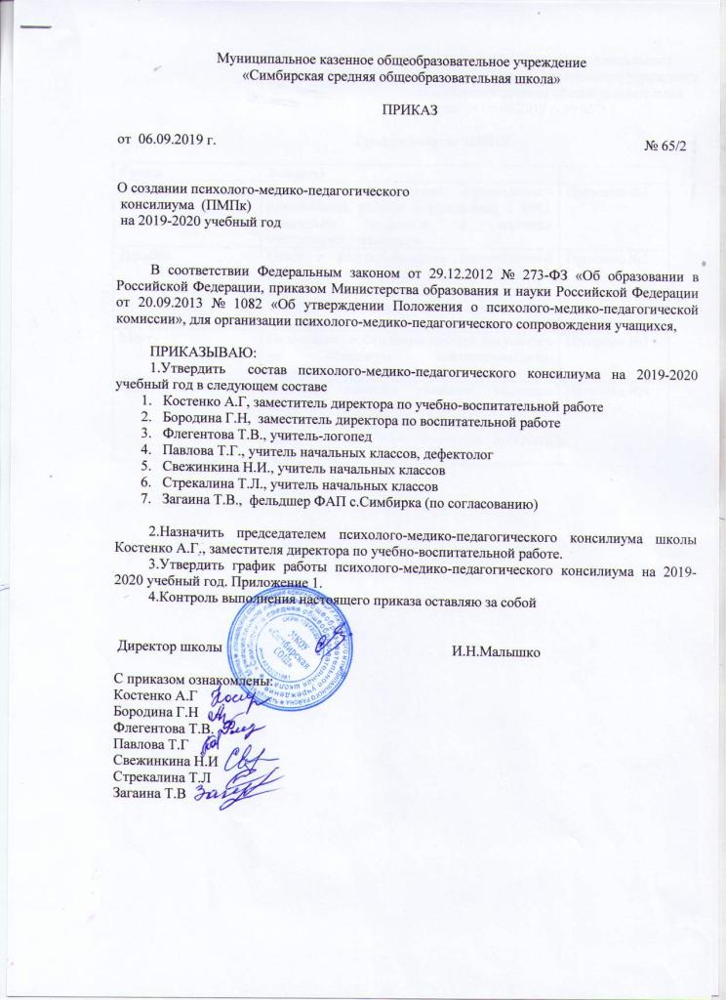 Муниципальное казенное общеобразовательное учреждение
«Симбирская средняя общеобразовательная школа»
ПРИКАЗ
от 06.09.2019 г.
№ 65/2
О создании психолого-медико-педагогического
консилиума (ПМПк)
на 2019-2020 учебный год
В соответствии Федеральным законом от 29.12.2012 № 273-ФЗ «Об образовании в
Российской Федерации, приказом Министерства образования и науки Российской Федерации
от 20.09.2013 № 1082 «Об утверждении Положения о психолого-медико-педагогической
комиссии», для организации психолого-медико-педагогического сопровождения учащихся,
ПРИКАЗЫВАЮ:
1.Утвердить состав психолого-медико-педагогического консилиума на 2019-2020
учебный год в следующем составе
1. Костенко А.Г, заместитель директора по учебно-воспитательной работе
2. Бородина Г.Н, заместитель директора по воспитательной работе
3. Флегентова Т.В., учитель-логопед
4. Павлова Т.Г., учитель начальных классов, дефектолог
5. Свежинкина Н.И., учитель начальных классов
6. Стрекалина Т.Л., учитель начальных классов
7. Загаина Т.В., фельдшер ФАП с.Симбирка (по согласованию)
2.Назначить председателем психолого-медико-педагогического консилиума школы
Костенко А.Г,, заместителя директора по учебно-воспитательной работе.
3.Утвердить график работы психолого-медико-педагогического консилиума на 2019-
2020 учебный год. Приложение 1.
4.Контроль выполнения настоящего приказа оставляю за собой
МКОУ
«Симбирская
СОШ»
Директор школы
И.Н.Малышко
С приказом ознакомлены:
Костенко А.Г
Бородина Г.Н
Флегентова Т.В.
Павлова Т.Г
Свежинкина Н.И
Стрекалина Т.Л
Загаина Т.В